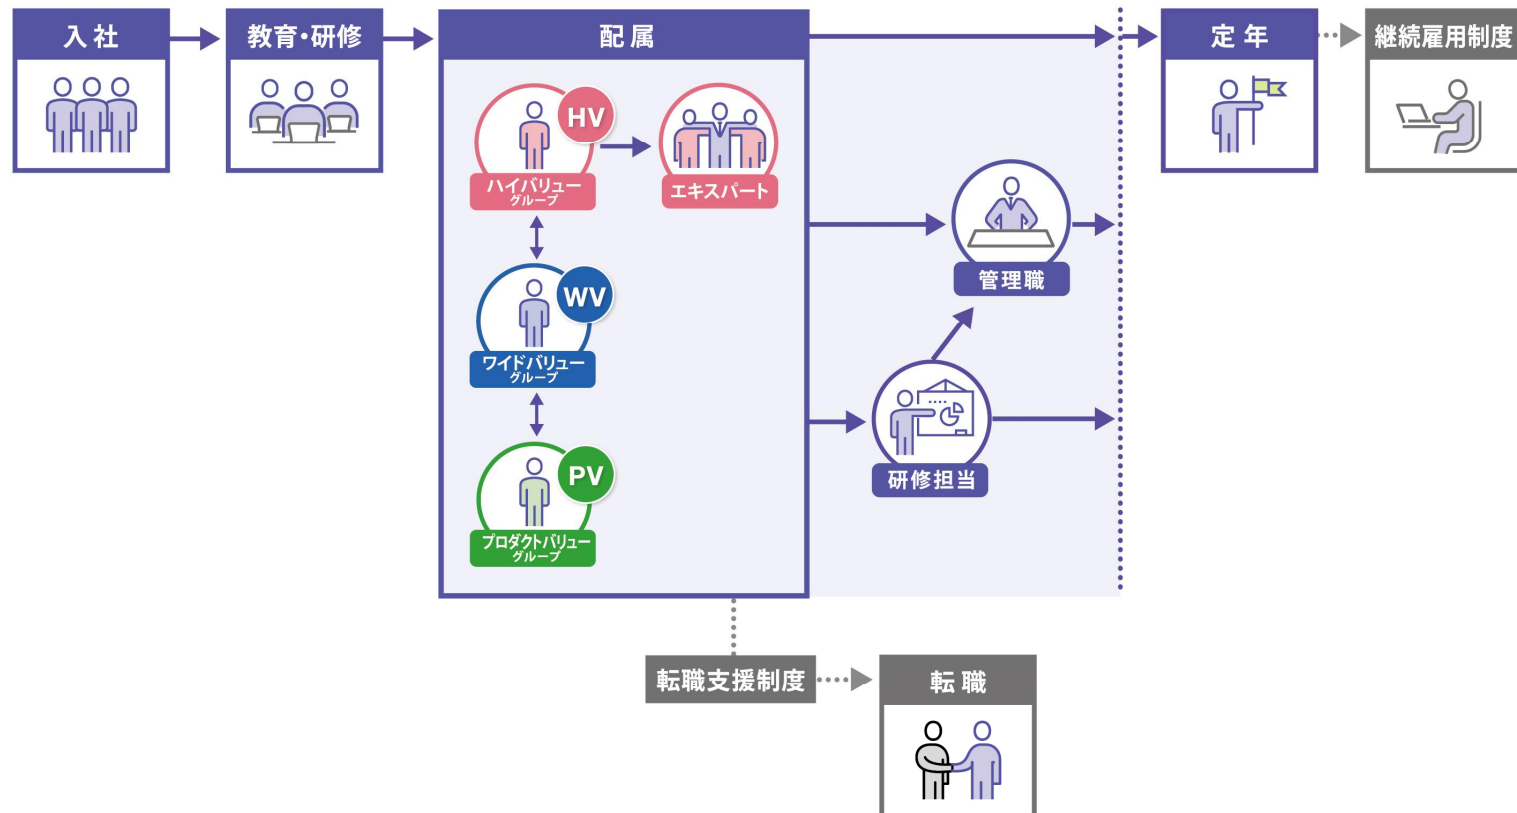 入社
教育・研修
配属
定年
継続雇用制度
HV
ハイバリュー
グループ
エキスパート
WV
ワイドバリュー
グループ
PV
プロダクトバリュー
グループ
管理職
研修担当
転職支援制度
転職